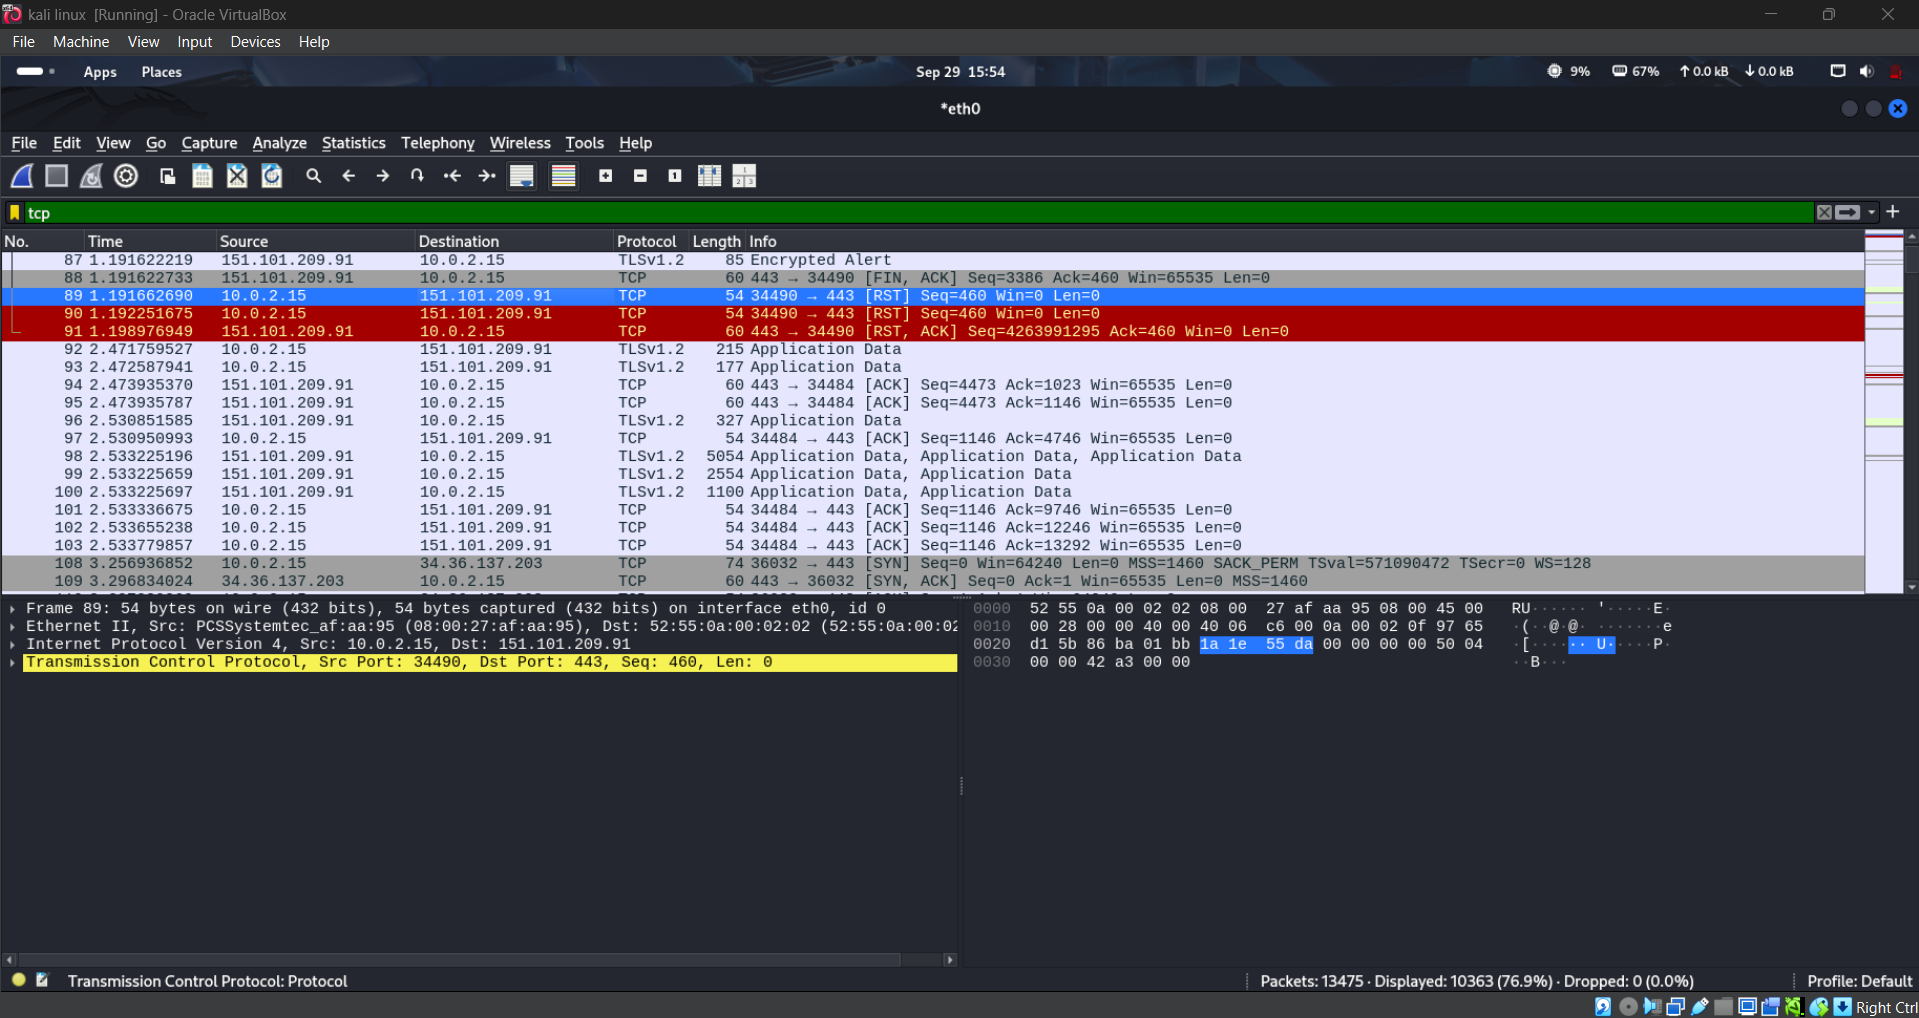 kali linux [Running] - Oracle VirtualBox
File Machine View Input Devices Help
Apps Places Sep 29 15:54 9% 67% ↑0.0 kB ↓0.0 kB
*eth0
File Edit View Go Capture Analyze Statistics Telephony Wireless Tools Help
tcp
No. Time Source Destination Protocol Length Info
87 1.191622219 151.101.209.91 10.0.2.15 TLSv1.2 85 Encrypted Alert
88 1.191622733 151.101.209.91 10.0.2.15 TCP 60 443 → 34490 [FIN, ACK] Seq=3386 Ack=460 Win=65535 Len=0
89 1.191662690 10.0.2.15 151.101.209.91 TCP 54 34490 → 443 [RST] Seq=460 Win=0 Len=0
90 1.192251675 10.0.2.15 151.101.209.91 TCP 54 34490 → 443 [RST] Seq=460 Win=0 Len=0
91 1.198976949 151.101.209.91 10.0.2.15 TCP 60 443 → 34490 [RST, ACK] Seq=4263991295 Ack=460 Win=0 Len=0
92 2.471759527 10.0.2.15 151.101.209.91 TLSv1.2 215 Application Data
93 2.472587941 10.0.2.15 151.101.209.91 TLSv1.2 177 Application Data
94 2.473935370 151.101.209.91 10.0.2.15 TCP 60 443 → 34484 [ACK] Seq=4473 Ack=1023 Win=65535 Len=0
95 2.473935787 151.101.209.91 10.0.2.15 TCP 60 443 → 34484 [ACK] Seq=4473 Ack=1146 Win=65535 Len=0
96 2.530851585 151.101.209.91 10.0.2.15 TLSv1.2 327 Application Data
97 2.530950993 10.0.2.15 151.101.209.91 TCP 54 34484 → 443 [ACK] Seq=1146 Ack=4746 Win=65535 Len=0
98 2.533225196 151.101.209.91 10.0.2.15 TLSv1.2 5054 Application Data, Application Data, Application Data
99 2.533225659 151.101.209.91 10.0.2.15 TLSv1.2 2554 Application Data, Application Data
100 2.533225697 151.101.209.91 10.0.2.15 TLSv1.2 1100 Application Data, Application Data
101 2.533336675 10.0.2.15 151.101.209.91 TCP 54 34484 → 443 [ACK] Seq=1146 Ack=9746 Win=65535 Len=0
102 2.533655238 10.0.2.15 151.101.209.91 TCP 54 34484 → 443 [ACK] Seq=1146 Ack=12246 Win=65535 Len=0
103 2.533779857 10.0.2.15 151.101.209.91 TCP 54 34484 → 443 [ACK] Seq=1146 Ack=13292 Win=65535 Len=0
108 3.256936852 10.0.2.15 34.36.137.203 TCP 74 36032 → 443 [SYN] Seq=0 Win=64240 Len=0 MSS=1460 SACK_PERM TSval=571090472 TSecr=0 WS=128
109 3.296834024 34.36.137.203 10.0.2.15 TCP 60 443 → 36032 [SYN, ACK] Seq=0 Ack=1 Win=65535 Len=0 MSS=1460
Frame 89: 54 bytes on wire (432 bits), 54 bytes captured (432 bits) on interface eth0, id 0
Ethernet II, Src: PCSSystemtec_af:aa:95 (08:00:27:af:aa:95), Dst: 52:55:0a:00:02:02 (52:55:0a:00:02
Internet Protocol Version 4, Src: 10.0.2.15, Dst: 151.101.209.91
Transmission Control Protocol, Src Port: 34490, Dst Port: 443, Seq: 460, Len: 0
0000 52 55 0a 00 02 02 08 00 27 af aa 95 08 00 45 00 RU······ '·····E·
0010 00 28 00 00 40 00 40 06 c6 00 0a 00 02 0f 97 65 ·(··@·@· ·······e
0020 d1 5b 86 ba 01 bb 1a 1e 55 da 00 00 00 00 50 04 ·[······ U·····P·
0030 00 00 42 a3 00 00 ··B···
Transmission Control Protocol: Protocol
Packets: 13475 · Displayed: 10363 (76.9%) · Dropped: 0 (0.0%)
Profile: Default
Right Ctrl